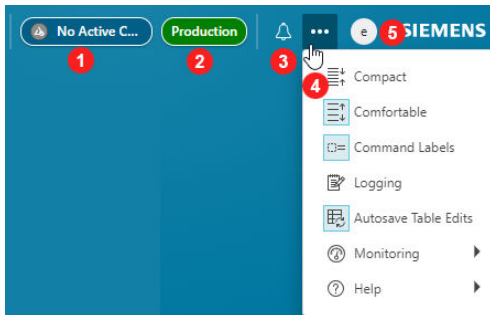 No Active C...
Production
e
SIEMENS
1
2
3
4
5
Compact
Comfortable
Command Labels
Logging
Autosave Table Edits
Monitoring
Help